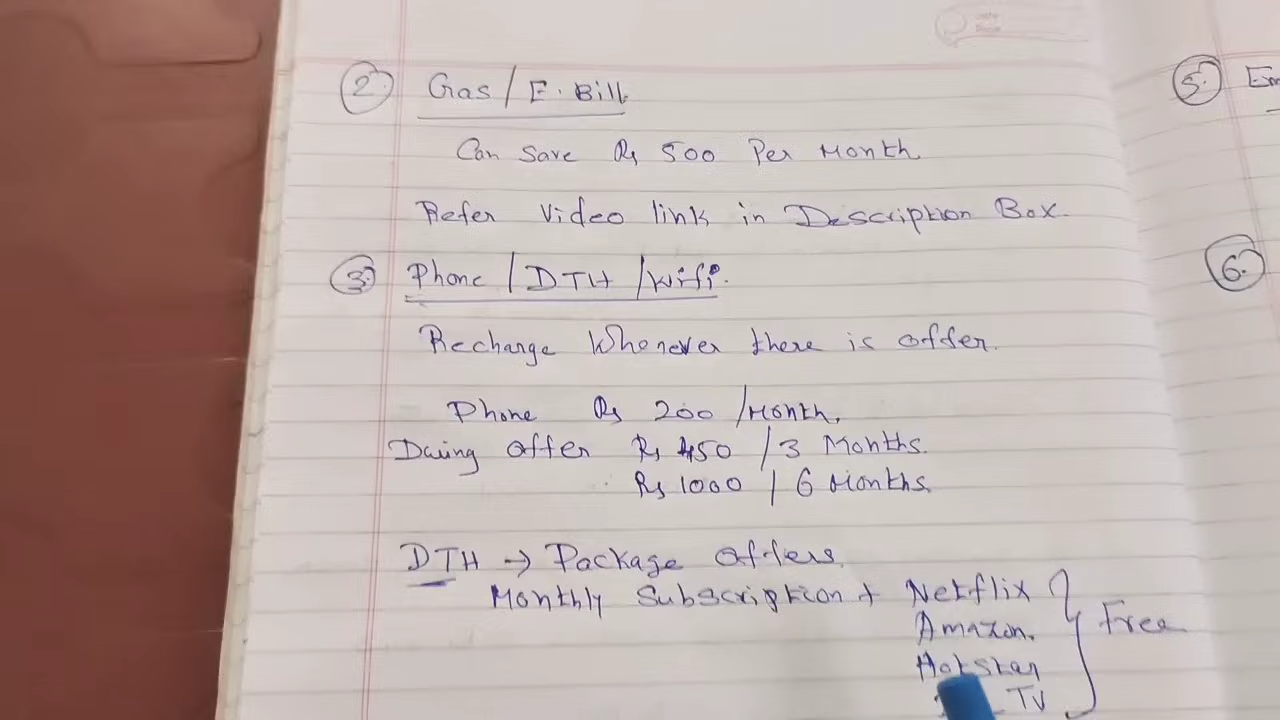 2.
Gas / E. Bill
Can Save Rs 500 Per Month
Refer Video link in Description Box.
3.
Phone / DTH / Wifi.
Recharge Whenever there is offer.
Phone Rs 200 / Month.
Duing Offer Rs 450 / 3 Months.
Rs 1000 / 6 Months
DTH → Package Offers.
Monthly Subscription + Netflix
Amazon.
Hotstar
TV
Free
5.
6.